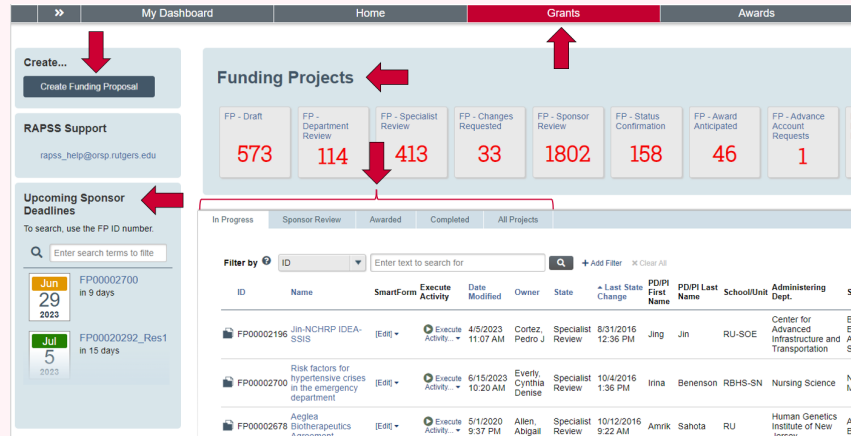 »
My Dashboard
Home
Grants
Awards
Create...
Create Funding Proposal
RAPSS Support
rapss_help@orsp.rutgers.edu
Upcoming Sponsor
Deadlines
To search, use the FP ID number.
Enter search terms to filte
Jun
29
2023
FP00002700
in 9 days
Jul
5
2023
FP00020292_Res1
in 15 days
Funding Projects
FP - Draft
573
FP -
Department
Review
114
FP - Specialist
Review
413
FP - Changes
Requested
33
FP - Sponsor
Review
1802
FP - Status
Confirmation
158
FP - Award
Anticipated
46
FP - Advance
Account
Requests
1
In Progress
Sponsor Review
Awarded
Completed
All Projects
Filter by
ID
Enter text to search for
+ Add Filter
× Clear All
ID
Name
SmartForm
Execute
Activity
Date
Modified
Owner
State
Last State
Change
PD/PI
First
Name
PD/PI Last
Name
School/Unit
Administering
Dept.
FP00002196
Jin-NCHRP IDEA-
SSIS
[Edit]
Execute
Activity...
4/5/2023
11:07 AM
Cortez,
Pedro J
Specialist
Review
8/31/2016
12:36 PM
Jing
Jin
RU-SOE
Center for
Advanced
Infrastructure and
Transportation
FP00002700
Risk factors for
hypertensive crises
in the emergency
department
[Edit]
Execute
Activity...
6/15/2023
10:20 AM
Everly,
Cynthia
Denise
Specialist
Review
10/4/2016
1:36 PM
Irina
Benenson
RBHS-SN
Nursing Science
FP00002678
Aeglea
Biotherapeutics
Agreement
[Edit]
Execute
Activity...
5/1/2020
9:37 PM
Allen,
Abigail
Specialist
Review
10/12/2016
9:22 AM
Amrik
Sahota
RU
Human Genetics
Institute of New
Jersey